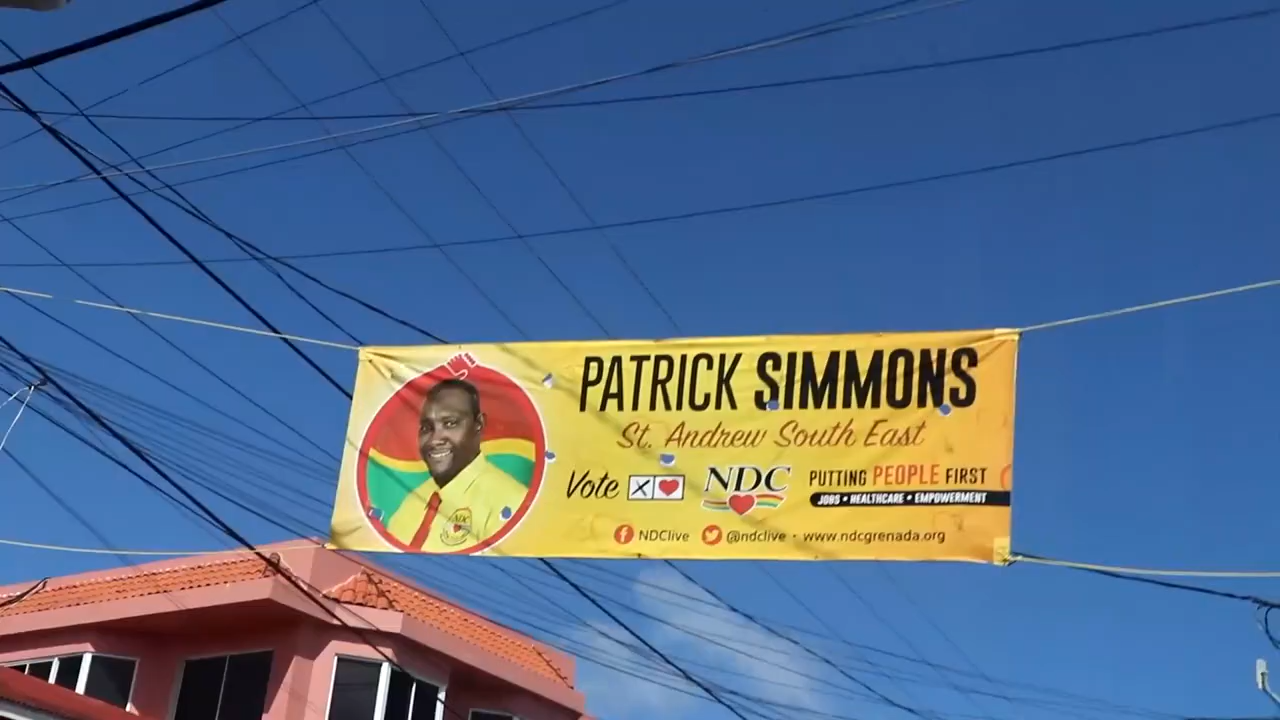 PATRICK SIMMONS
St. Andrew South East
Vote X NDC
PUTTING PEOPLE FIRST
JOBS • HEALTHCARE • EMPOWERMENT
NDClive @ndclive • www.ndcgrenada.org
NDC